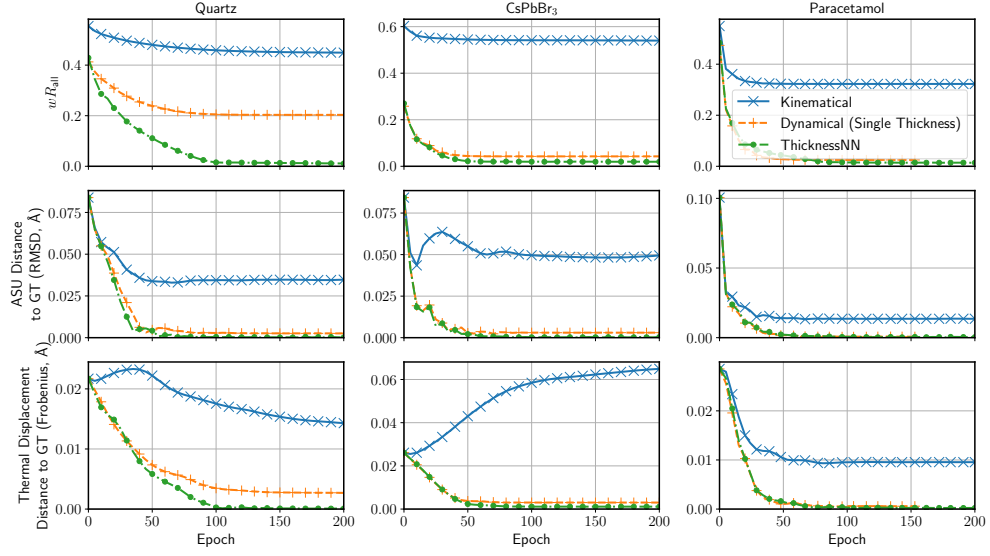 Quartz
CsPbBr₃
Paracetamol
wR_all
0.4
0.2
0.0
0.6
0.4
0.2
0.0
0.4
0.2
0.0
Kinematical
Dynamical (Single Thickness)
ThicknessNN
ASU Distance
to GT (RMSD, Å)
0.075
0.050
0.025
0.000
0.075
0.050
0.025
0.000
0.10
0.05
0.00
Thermal Displacement
Distance to GT (Frobenius, Å)
0.02
0.01
0.00
0.06
0.04
0.02
0.00
0.02
0.01
0.00
0 50 100 150 200
0 50 100 150 200
0 50 100 150 200
Epoch
Epoch
Epoch